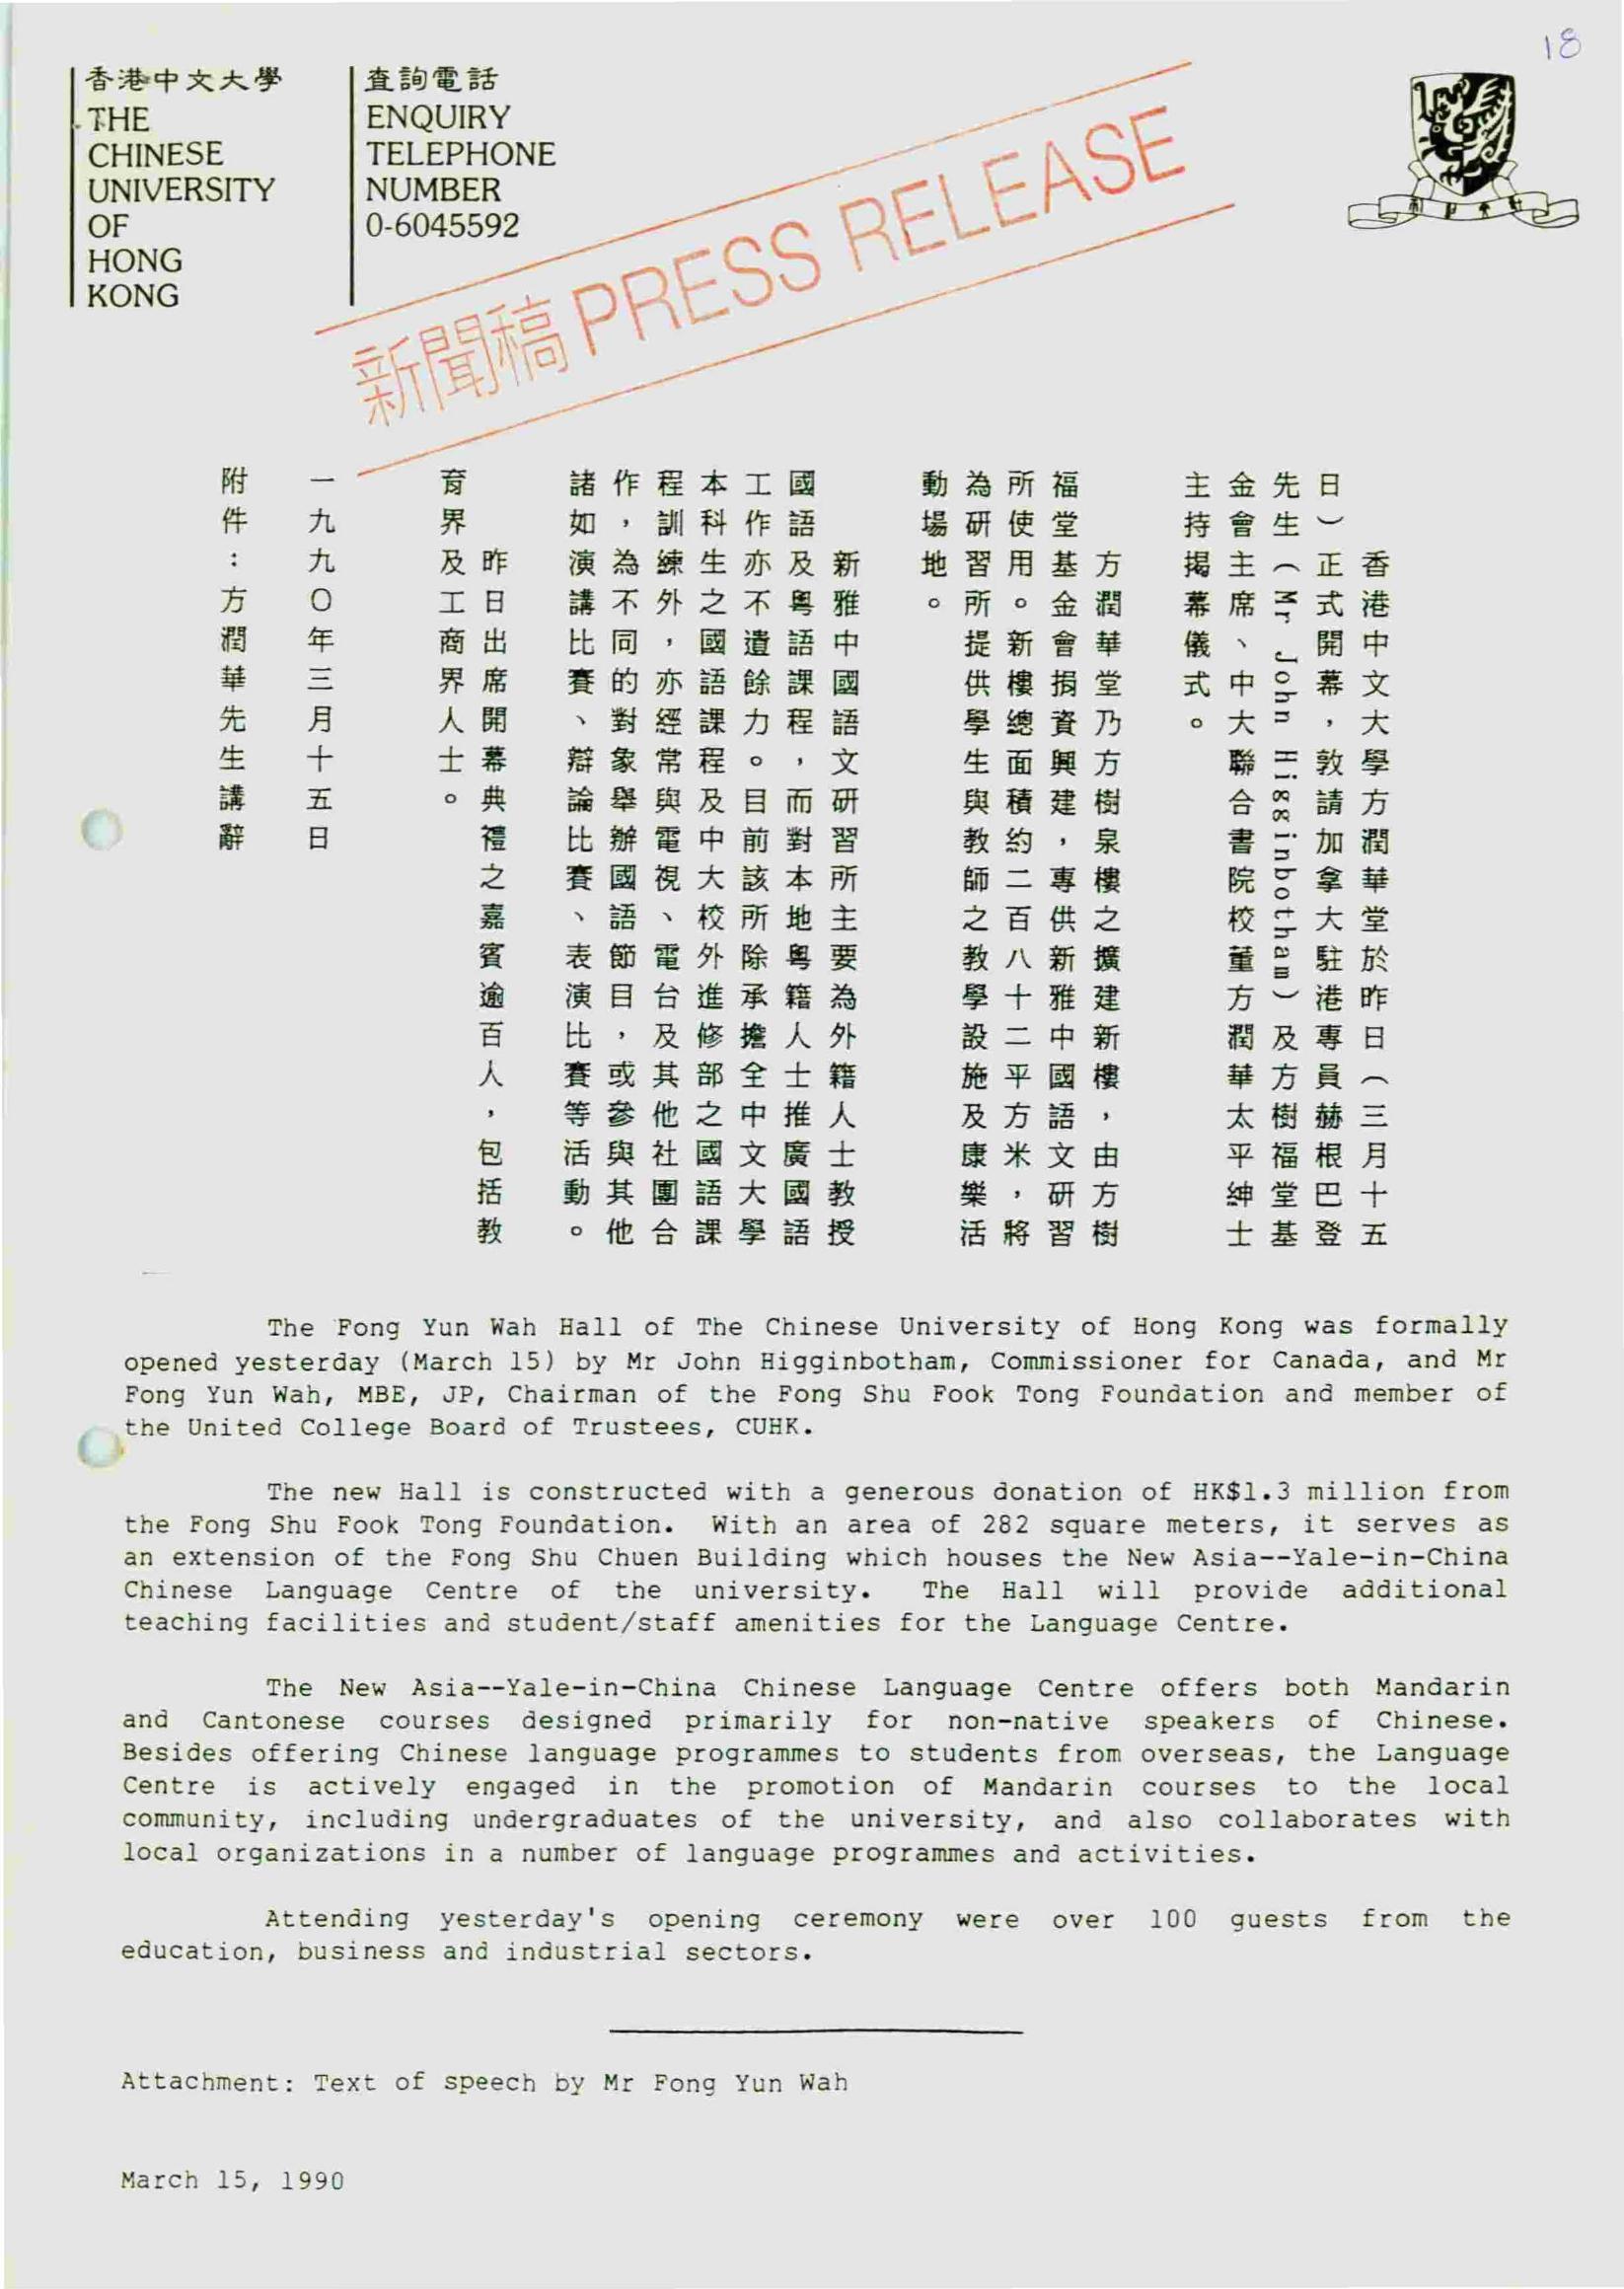 18
香港中文大學
THE
CHINESE
UNIVERSITY
OF
HONG
KONG
查詢電話
ENQUIRY
TELEPHONE
NUMBER
0-6045592
新聞稿 PRESS RELEASE
香港中文大學方潤華堂於昨日（三月十五
日）正式開幕，敦請加拿大駐港專員赫根巴登
先生（Mr John Higginbotham）及方樹福堂基
金會主席、中大聯合書院校董方潤華太平紳士
主持揭幕儀式。
方潤華堂乃方樹泉樓之擴建新樓，由方樹
福堂基金會捐資興建，專供新雅中國語文研習
所使用。新樓總面積約二百八十二平方米，將
為研習所提供學生與教師之教學設施及康樂活
動場地。
新雅中國語文研習所主要為外籍人士教授
國語及粵語課程，而對本地粵籍人士推廣國語
工作亦不遺餘力。目前該所除承擔全中文大學
本科生之國語課程及中大校外進修部之國語課
程訓練外，亦經常與電視、電台及其他社團合
作，為不同的對象舉辦國語節目，或參與其他
諸如演講比賽、辯論比賽、表演比賽等活動。
昨日出席開幕典禮之嘉賓逾百人，包括教
育界及工商界人士。
一九九〇年三月十五日
附件：方潤華先生講辭
The Fong Yun Wah Hall of The Chinese University of Hong Kong was formally
opened yesterday (March 15) by Mr John Higginbotham, Commissioner for Canada, and Mr
Fong Yun Wah, MBE, JP, Chairman of the Fong Shu Fook Tong Foundation and member of
the United College Board of Trustees, CUHK.
The new Hall is constructed with a generous donation of HK$1.3 million from
the Fong Shu Fook Tong Foundation. With an area of 282 square meters, it serves as
an extension of the Fong Shu Chuen Building which houses the New Asia--Yale-in-China
Chinese Language Centre of the university. The Hall will provide additional
teaching facilities and student/staff amenities for the Language Centre.
The New Asia--Yale-in-China Chinese Language Centre offers both Mandarin
and Cantonese courses designed primarily for non-native speakers of Chinese.
Besides offering Chinese language programmes to students from overseas, the Language
Centre is actively engaged in the promotion of Mandarin courses to the local
community, including undergraduates of the university, and also collaborates with
local organizations in a number of language programmes and activities.
Attending yesterday's opening ceremony were over 100 guests from the
education, business and industrial sectors.
Attachment: Text of speech by Mr Fong Yun Wah
March 15, 1990